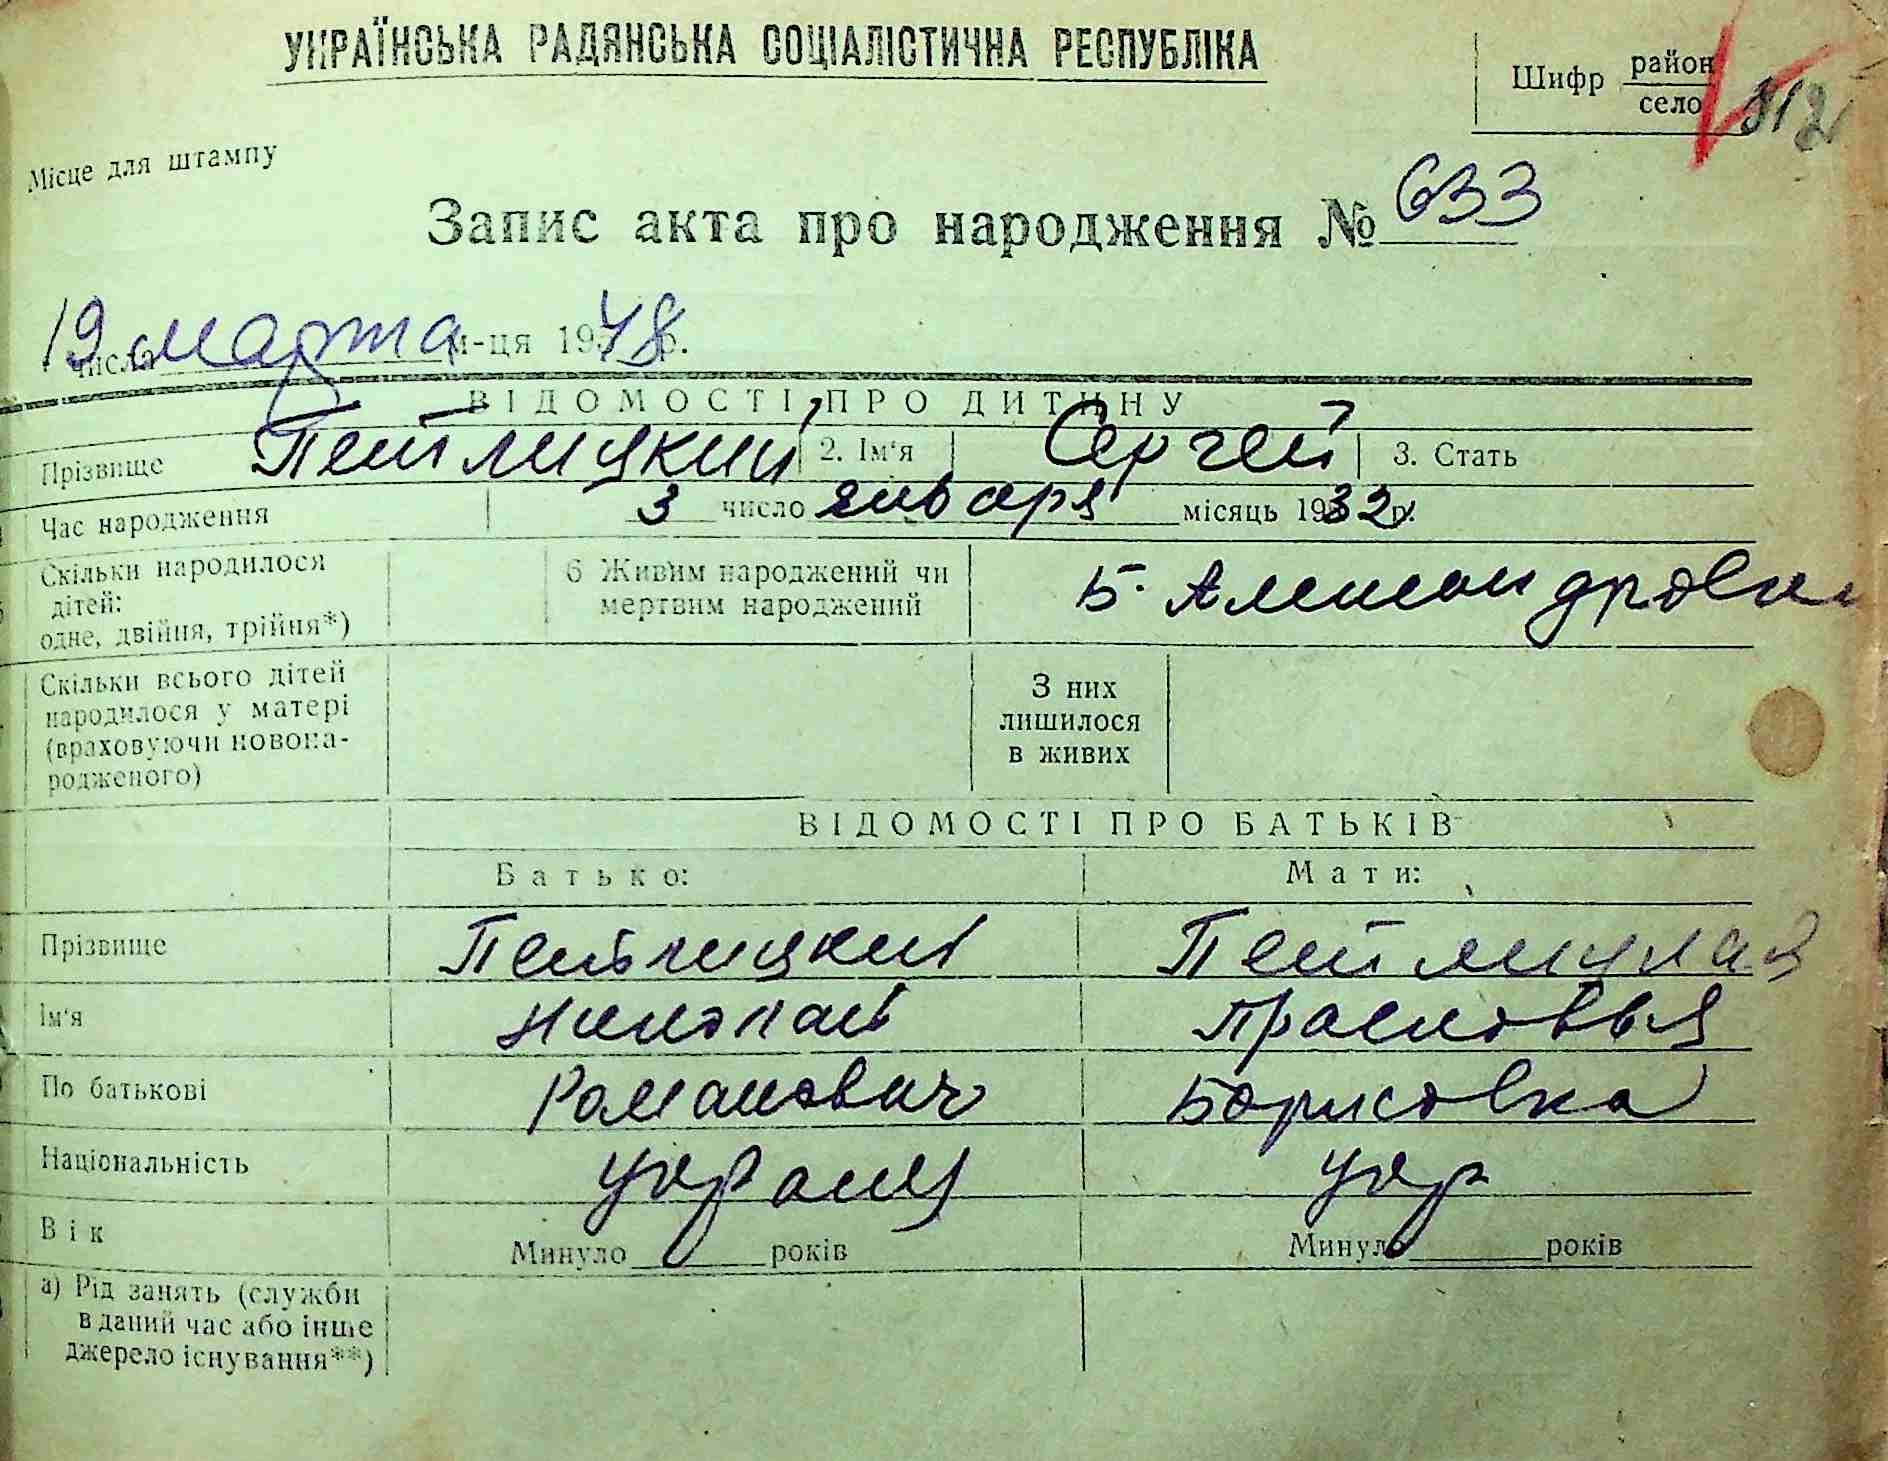 УКРАЇНСЬКА РАДЯНСЬКА СОЦІАЛІСТИЧНА РЕСПУБЛІКА
Шифр район
село
312
Місце для штампу
Запис акта про народження № 633
19 числа марта м-ця 1948 р.
ВІДОМОСТІ ПРО ДИТИНУ
Прізвище Петлицкий 2. Ім'я Сергей 3. Стать
Час народження 3 число января місяць 1932 р.
Скільки народилося дітей: одне, двійня, трійня*) 6 Живим народжений чи мертвим народжений Б. Александровка
Скільки всього дітей народилося у матері (враховуючи новонародженого) З них лишилося в живих
ВІДОМОСТІ ПРО БАТЬКІВ
Батько: Мати:
Прізвище Петлицкий Петлицкая
Ім'я Николай Прасковья
По батькові Романович Борисовна
Національність укр
Вік Минуло років Минуло років
а) Рід занять (служби в даний час або інше джерело існування**)